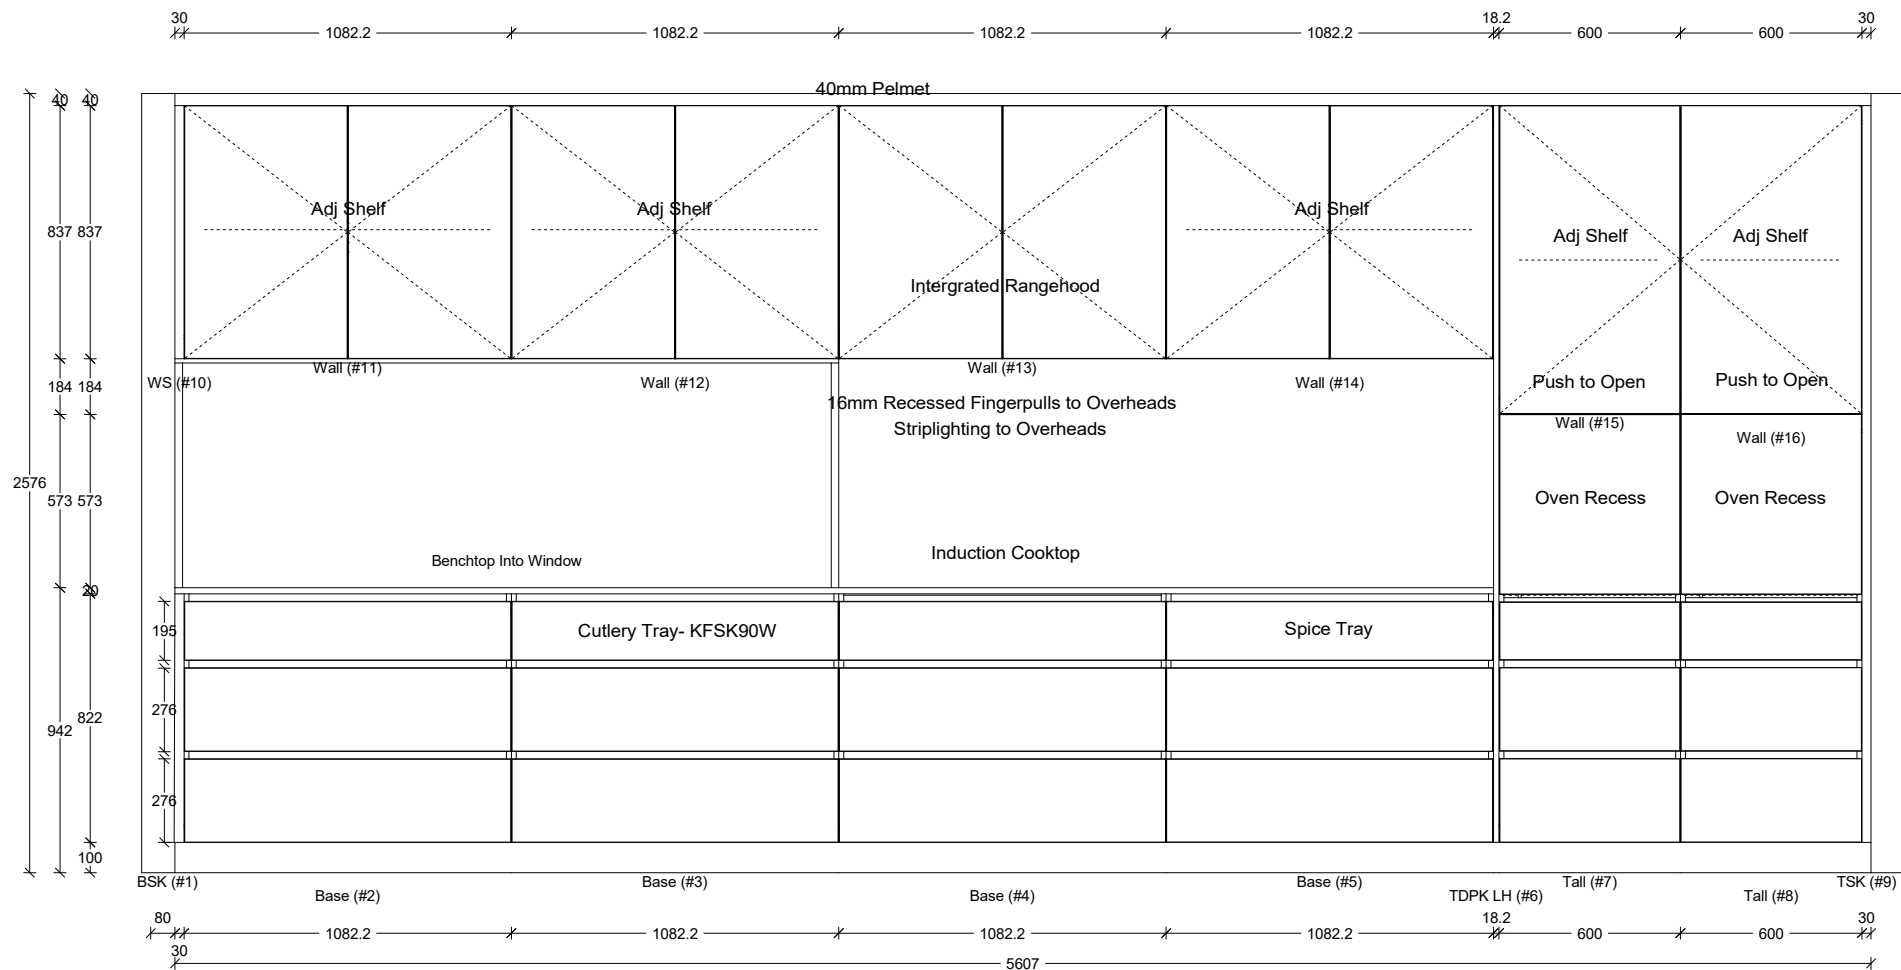 30 18.2 30
1082.2 1082.2 1082.2 1082.2 600 600
40mm Pelmet
40 40
Adj Shelf Adj Shelf Adj Shelf
837 837 Adj Shelf Adj Shelf
Intergrated Rangehood
Wall (#11) Wall (#13)
WS (#10) 184 184 Wall (#12) Wall (#14) Push to Open Push to Open
16mm Recessed Fingerpulls to Overheads
Striplighting to Overheads
Wall (#15)
Wall (#16)
2576
573 573 Oven Recess Oven Recess
Benchtop Into Window Induction Cooktop
20
195 Cutlery Tray- KFSK90W Spice Tray
276
822
942
276
100
BSK (#1) Base (#3) Base (#5) Tall (#7) TSK (#9)
Base (#2) Base (#4) TDPK LH (#6) Tall (#8)
80 18.2 30
1082.2 1082.2 1082.2 1082.2 600 600
30
5607